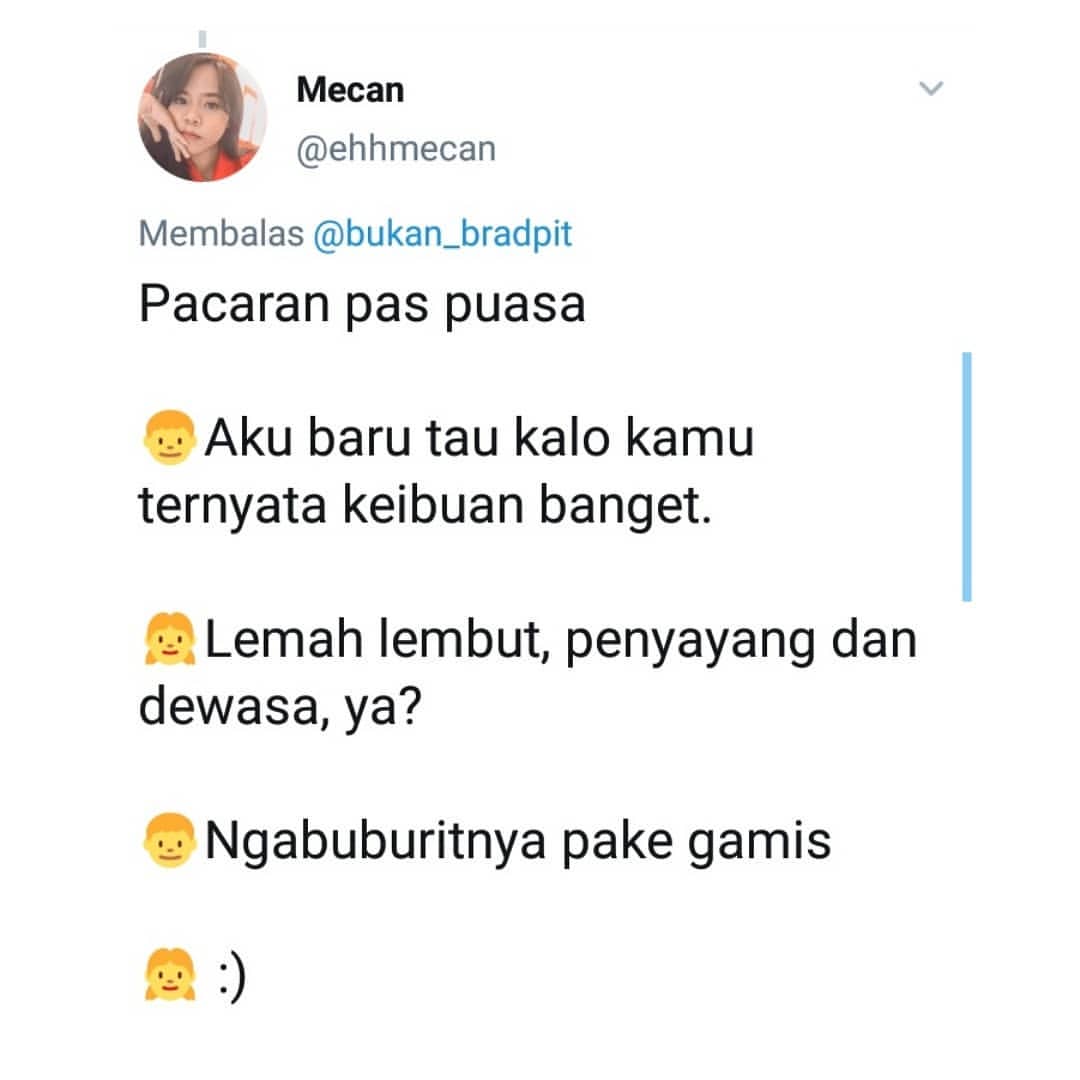 Mecan
@ehhmecan
Membalas @bukan_bradpit
Pacaran pas puasa
👦Aku baru tau kalo kamu
ternyata keibuan banget.
👧Lemah lembut, penyayang dan
dewasa, ya?
👦Ngabuburitnya pake gamis
👧 :)